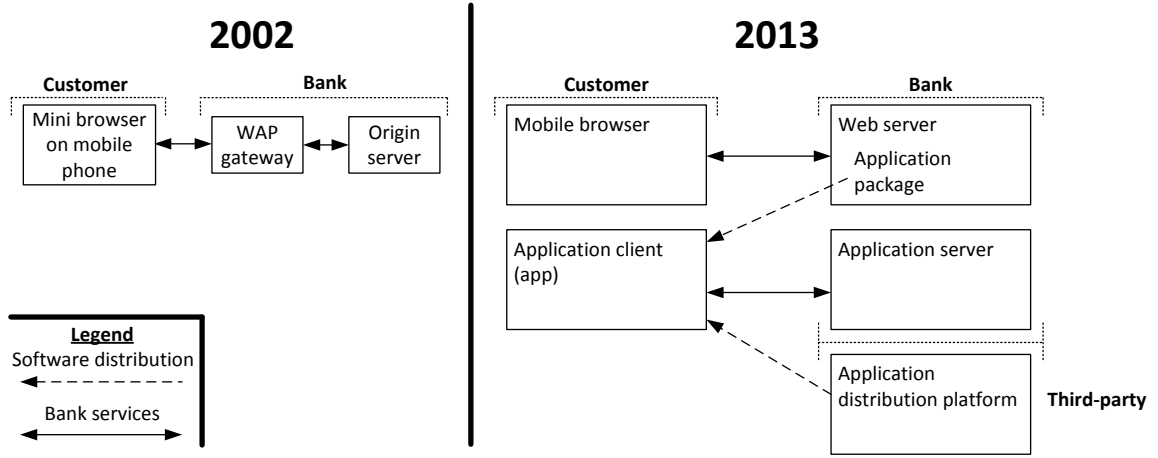 2002
Customer
Bank
Mini browser
on mobile
phone
WAP
gateway
Origin
server
Legend
Software distribution
Bank services
2013
Customer
Bank
Mobile browser
Web server
Application
package
Application client
(app)
Application server
Application
distribution platform
Third-party